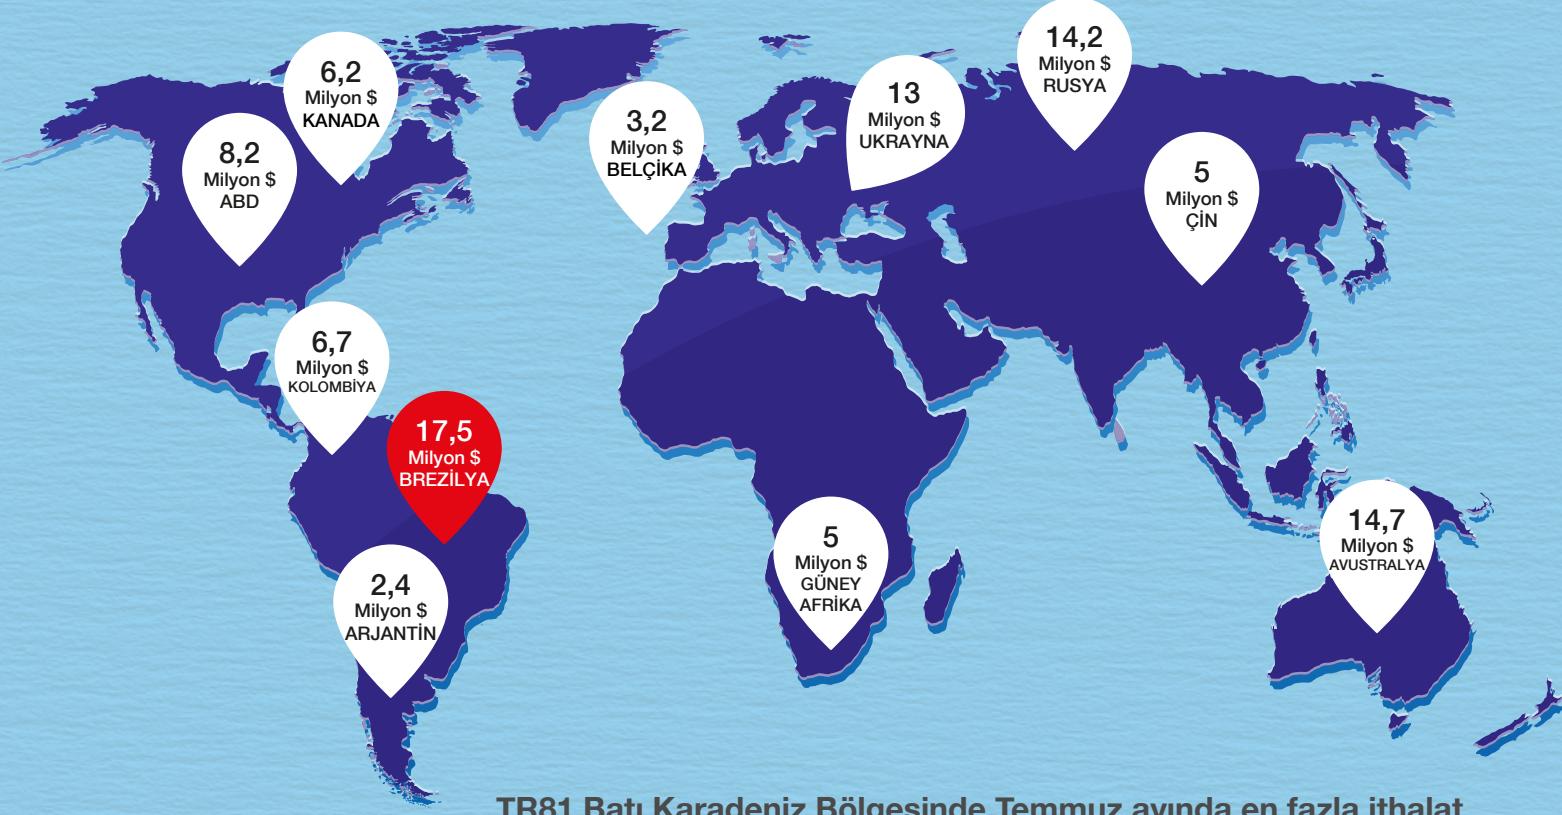 14,2
Milyon $
RUSYA
6,2
Milyon $
KANADA
13
Milyon $
UKRAYNA
3,2
Milyon $
BELÇİKA
8,2
Milyon $
ABD
5
Milyon $
ÇİN
6,7
Milyon $
KOLOMBİYA
17,5
Milyon $
BREZİLYA
5
Milyon $
GÜNEY
AFRİKA
14,7
Milyon $
AVUSTRALYA
2,4
Milyon $
ARJANTİN
TR81 Batı Karadeniz Bölgesinde Temmuz ayında en fazla ithalat